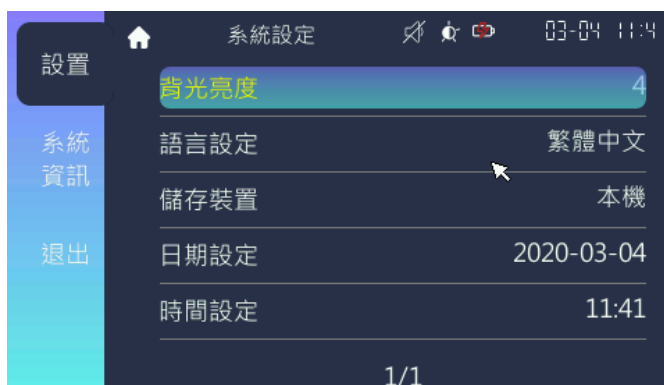 系統設定 03-04 11:4
設置
背光亮度 4
語言設定 繁體中文
系統
資訊
儲存裝置 本機
退出
日期設定 2020-03-04
時間設定 11:41
1/1